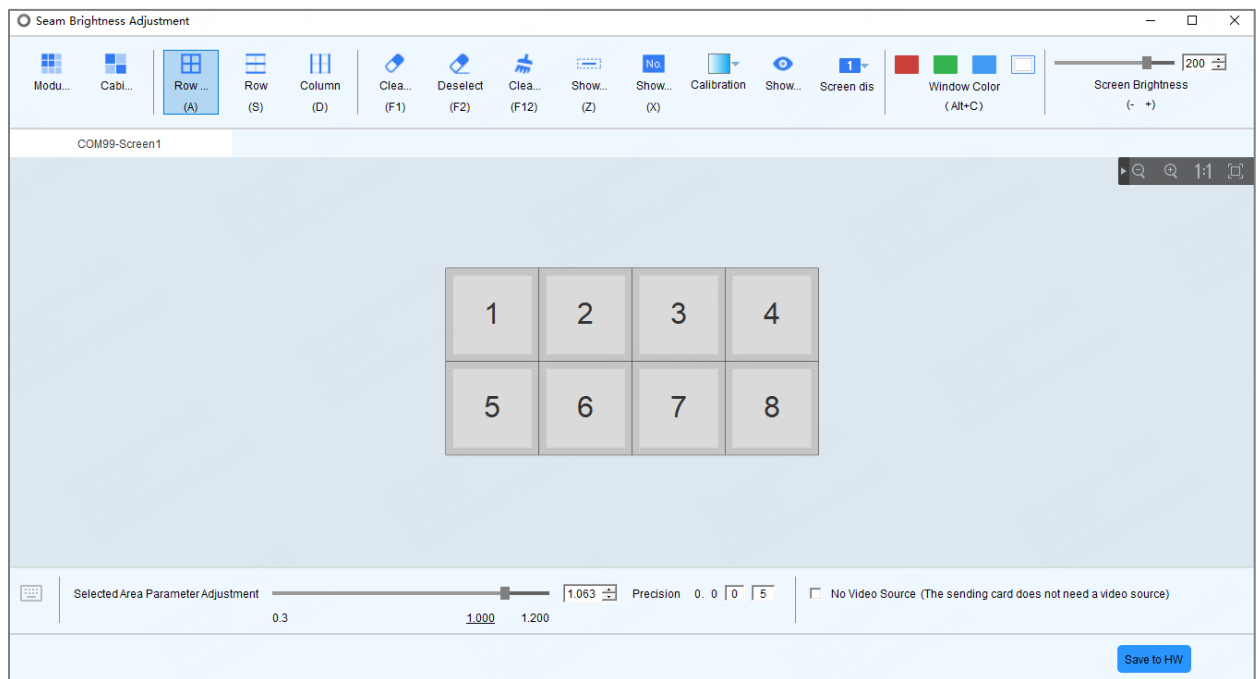 Seam Brightness Adjustment
Modu... Cabi... Row ... Row Column Clea... Deselect Clea... Show... No. Show... Calibration Show... 1 Screen dis Window Color 200 Screen Brightness
(A) (S) (D) (F1) (F2) (F12) (Z) (X) (Alt+C) (- +)
COM99-Screen1
1:1
1 2 3 4
5 6 7 8
Selected Area Parameter Adjustment 1.063 Precision 0. 0 0 5 No Video Source (The sending card does not need a video source)
0.3 1.000 1.200
Save to HW